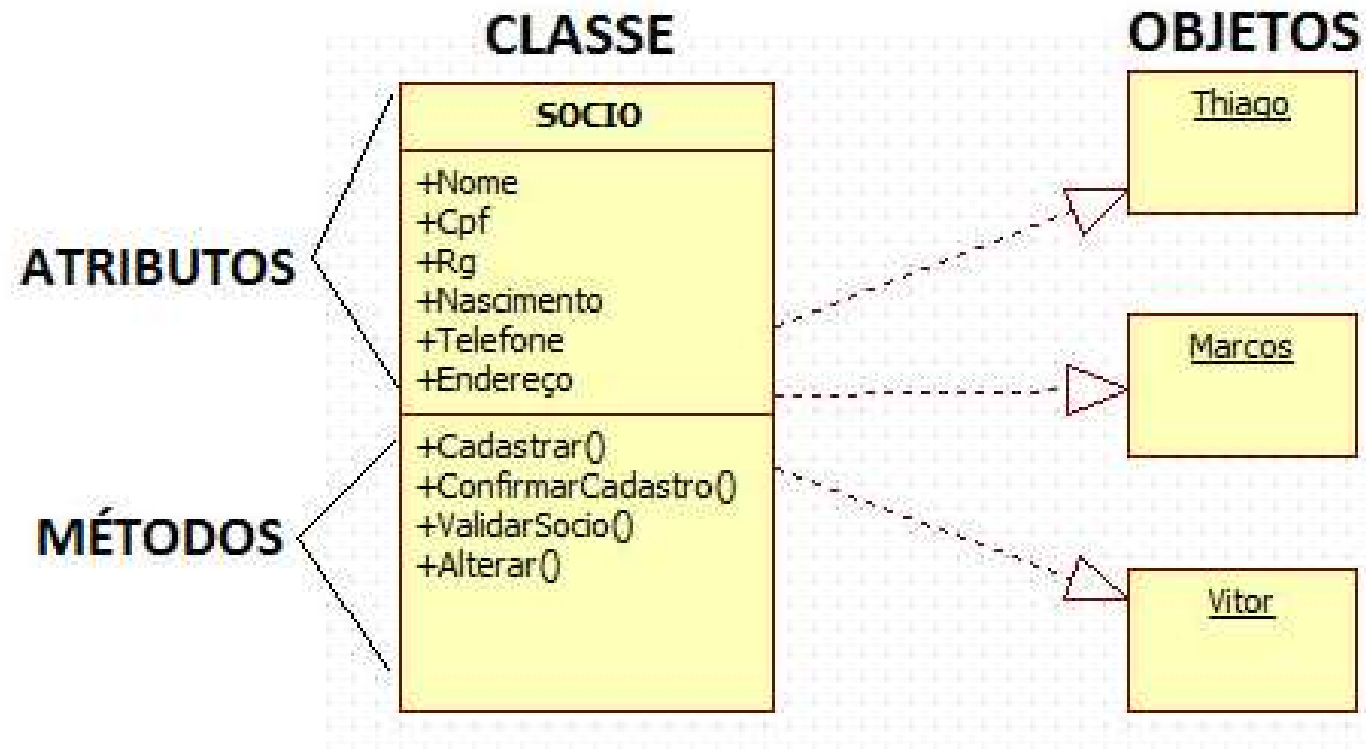 CLASSE
OBJETOS
ATRIBUTOS
MÉTODOS
SOCIO
+Nome
+Cpf
+Rg
+Nascimento
+Telefone
+Endereço
+Cadastrar()
+ConfirmarCadastro()
+ValidarSocio()
+Alterar()
Thiago
Marcos
Vitor